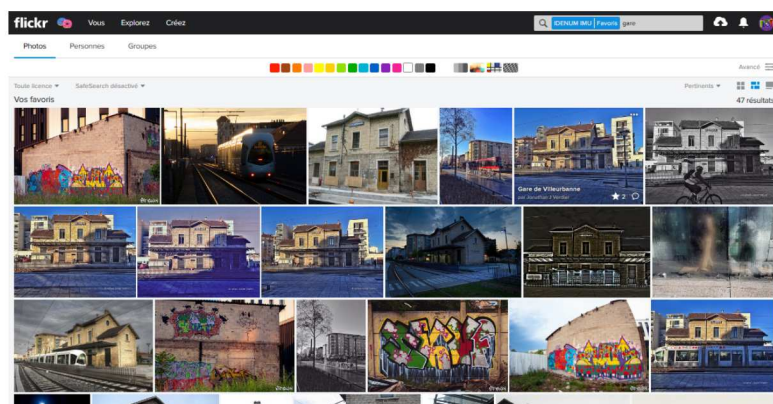 flickr Vous Explorez Créez IDENUM IMU Favoris gare
Photos Personnes Groupes
Avancé
Toute licence SafeSearch désactivé Pertinents
Vos favoris 47 résultats
Gare de Villeurbanne
2